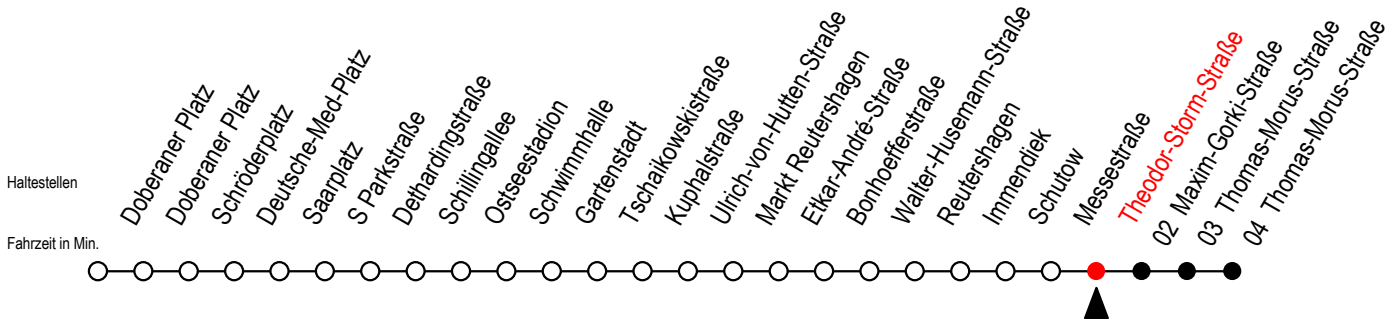 Haltestellen
Fahrzeit in Min.
Doberaner Platz
Doberaner Platz
Schröderplatz
Deutsche-Med-Platz
Saarplatz
S Parkstraße
Dethardingstraße
Schillingallee
Ostseestadion
Schwimmhalle
Gartenstadt
Tschaikowskistraße
Kuphalstraße
Ulrich-von-Hutten-Straße
Markt Reutershagen
Etkar-André-Straße
Bonhoefferstraße
Walter-Husemann-Straße
Reutershagen
Immendiek
Schutow
Messestraße
Theodor-Storm-Straße
02 Maxim-Gorki-Straße
03 Thomas-Morus-Straße
04 Thomas-Morus-Straße